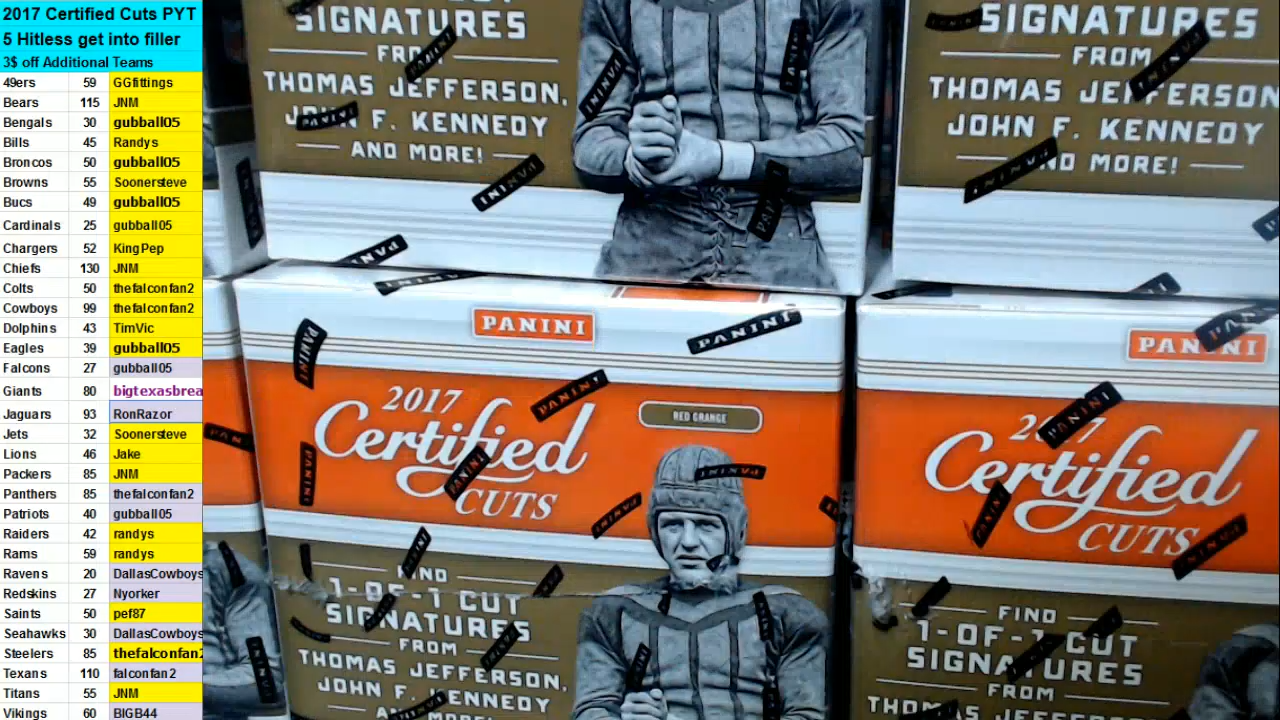 2017 Certified Cuts PYT
5 Hitless get into filler
3$ off Additional Teams
49ers 59 GGfittings
Bears 115 JNM
Bengals 30 gubball05
Bills 45 Randys
Broncos 50 gubball05
Browns 55 Soonersteve
Bucs 49 gubball05
Cardinals 25 gubball05
Chargers 52 KingPep
Chiefs 130 JNM
Colts 50 thefalconfan2
Cowboys 99 thefalconfan2
Dolphins 43 TimVic
Eagles 39 gubball05
Falcons 27 gubball05
Giants 80 bigtexasbrea
Jaguars 93 RonRazor
Jets 32 Soonersteve
Lions 46 Jake
Packers 85 JNM
Panthers 85 thefalconfan2
Patriots 40 gubball05
Raiders 42 randys
Rams 59 randys
Ravens 20 DallasCowboys
Redskins 27 Nyorker
Saints 50 pef87
Seahawks 30 DallasCowboys
Steelers 85 thefalconfan2
Texans 110 falconfan2
Titans 55 JNM
Vikings 60 BIGB44
SIGNATURES
FROM
THOMAS JEFFERSON,
JOHN F. KENNEDY
AND MORE!
SIGNATURES
FROM
THOMAS JEFFERSON
JOHN F. KENNEDY
AND MORE!
PANINI
2017
Certified
CUTS
RED GRANGE
FIND
1-OF-1 CUT
SIGNATURES
FROM
THOMAS JEFFERSON,
JOHN F. KENNEDY
AND MORE!
PANINI
2017
Certified
CUTS
FIND
1-OF-1 CUT
SIGNATURES
FROM
THOMAS JEFFERSON